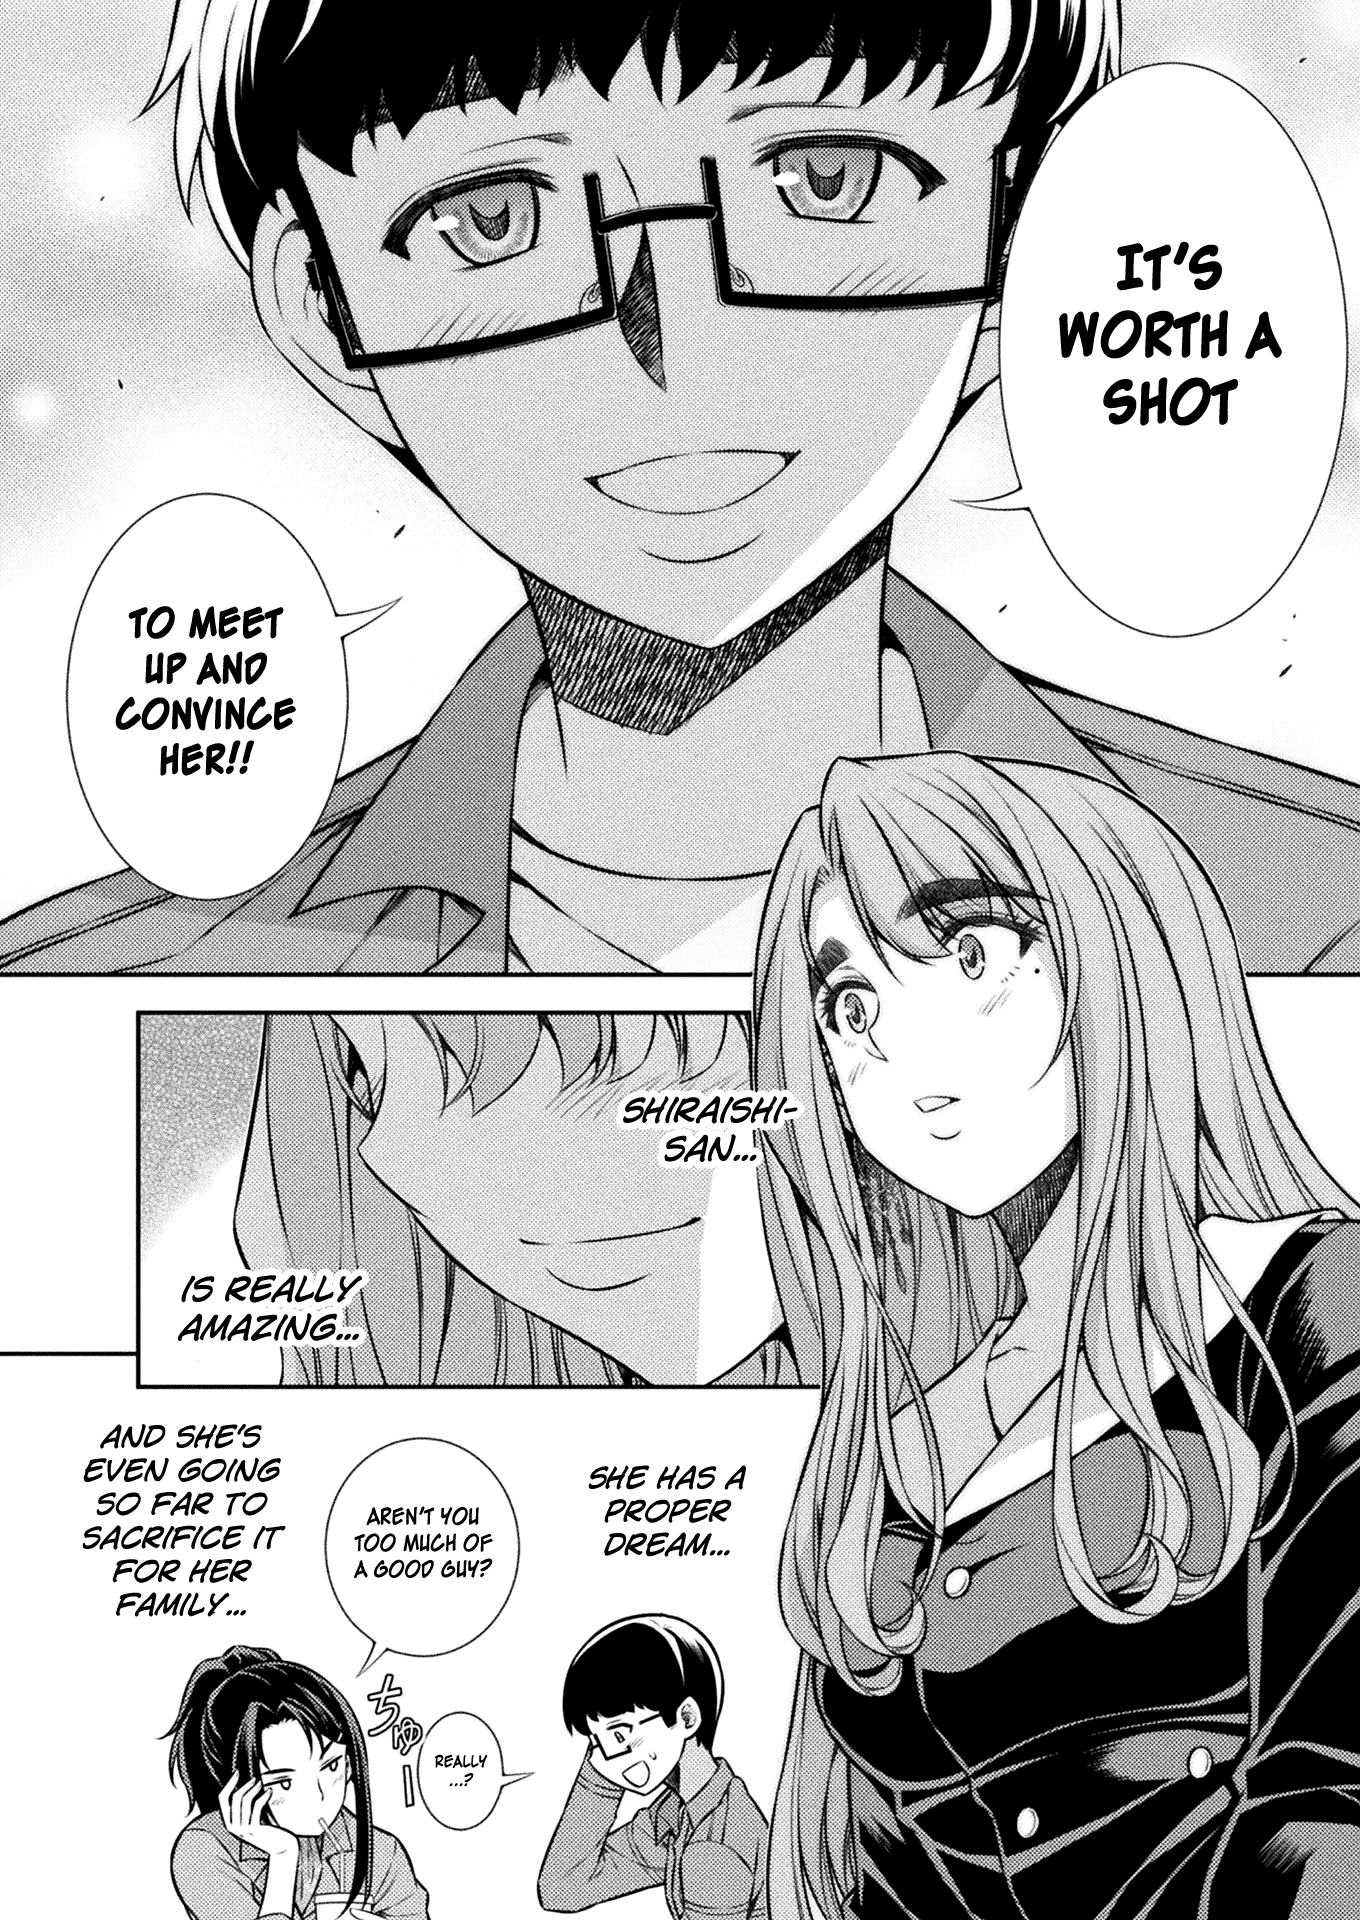 IT'S
WORTH A
SHOT
TO MEET
UP AND
CONVINCE
HER!!
SHIRAISHI-
SAN...
IS REALLY
AMAZING...
SHE HAS A
PROPER
DREAM...
AREN'T YOU
TOO MUCH OF
A GOOD GUY?
ちゅー
REALLY
...?
AND SHE'S
EVEN GOING
SO FAR TO
SACRIFICE IT
FOR HER
FAMILY...